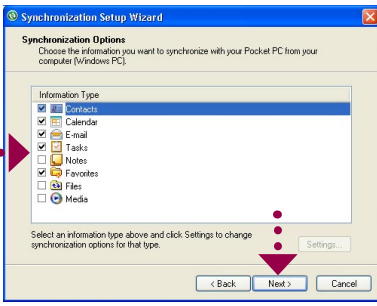 Synchronization Setup Wizard
Synchronization Options
Choose the information you want to synchronize with your Pocket PC from your
computer (Windows PC).
Information Type
Contacts
Calendar
E-mail
Tasks
Notes
Favorites
Files
Media
Select an information type above and click Settings to change
synchronization options for that type.
Settings...
< Back
Next >
Cancel